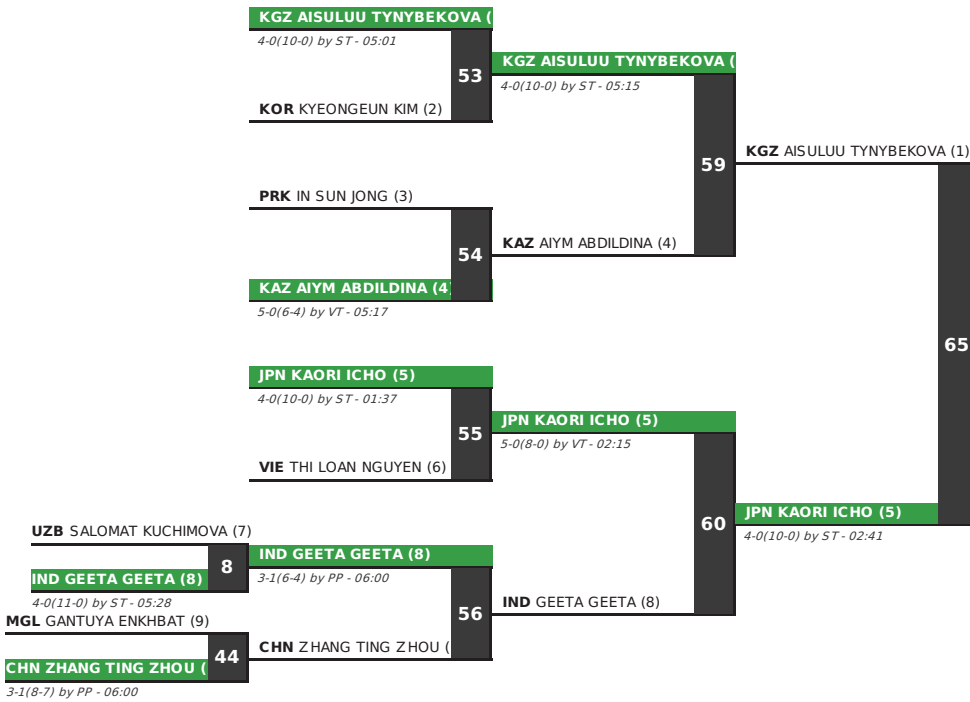 KGZ AISULUU TYNYBEKOVA (
4-0(10-0) by ST - 05:01
53
KOR KYEONGEUN KIM (2)
KGZ AISULUU TYNYBEKOVA (
4-0(10-0) by ST - 05:15
59
KGZ AISULUU TYNYBEKOVA (1)
PRK IN SUN JONG (3)
54
KAZ AIYM ABDILDINA (4)
KAZ AIYM ABDILDINA (4)
5-0(6-4) by VT - 05:17
65
JPN KAORI ICHO (5)
4-0(10-0) by ST - 01:37
55
VIE THI LOAN NGUYEN (6)
JPN KAORI ICHO (5)
5-0(8-0) by VT - 02:15
60
JPN KAORI ICHO (5)
4-0(10-0) by ST - 02:41
UZB SALOMAT KUCHIMOVA (7)
8
IND GEETA GEETA (8)
4-0(11-0) by ST - 05:28
IND GEETA GEETA (8)
3-1(6-4) by PP - 06:00
56
IND GEETA GEETA (8)
MGL GANTUYA ENKHBAT (9)
44
CHN ZHANG TING ZHOU (
3-1(8-7) by PP - 06:00
CHN ZHANG TING ZHOU (